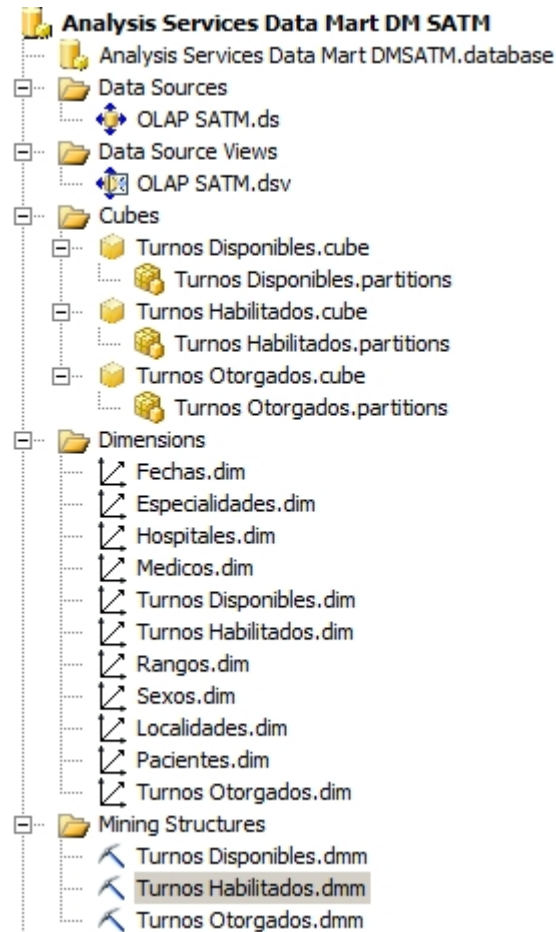 Analysis Services Data Mart DM SATM
Analysis Services Data Mart DMSATM.database
Data Sources
OLAP SATM.ds
Data Source Views
OLAP SATM.dsv
Cubes
Turnos Disponibles.cube
Turnos Disponibles.partitions
Turnos Habilitados.cube
Turnos Habilitados.partitions
Turnos Otorgados.cube
Turnos Otorgados.partitions
Dimensions
Fechas.dim
Especialidades.dim
Hospitales.dim
Medicos.dim
Turnos Disponibles.dim
Turnos Habilitados.dim
Rangos.dim
Sexos.dim
Localidades.dim
Pacientes.dim
Turnos Otorgados.dim
Mining Structures
Turnos Disponibles.dmm
Turnos Habilitados.dmm
Turnos Otorgados.dmm